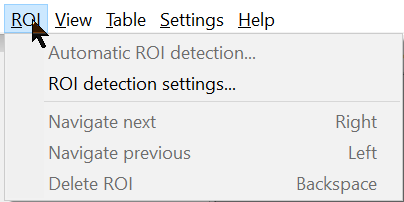 ROI View Table Settings Help
Automatic ROI detection...
ROI detection settings...
Navigate next Right
Navigate previous Left
Delete ROI Backspace